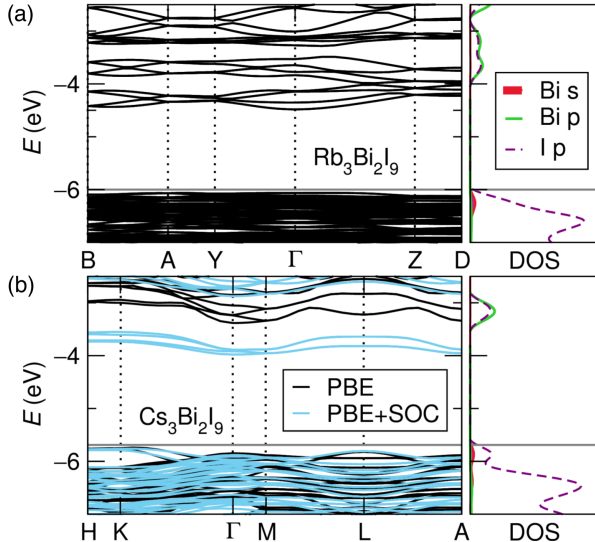 (a)
E (eV)
−4
−6
Rb₃Bi₂I₉
Bi s
Bi p
I p
B A Y Γ Z D DOS
(b)
E (eV)
−4
−6
Cs₃Bi₂I₉
PBE
PBE+SOC
H K Γ M L A DOS